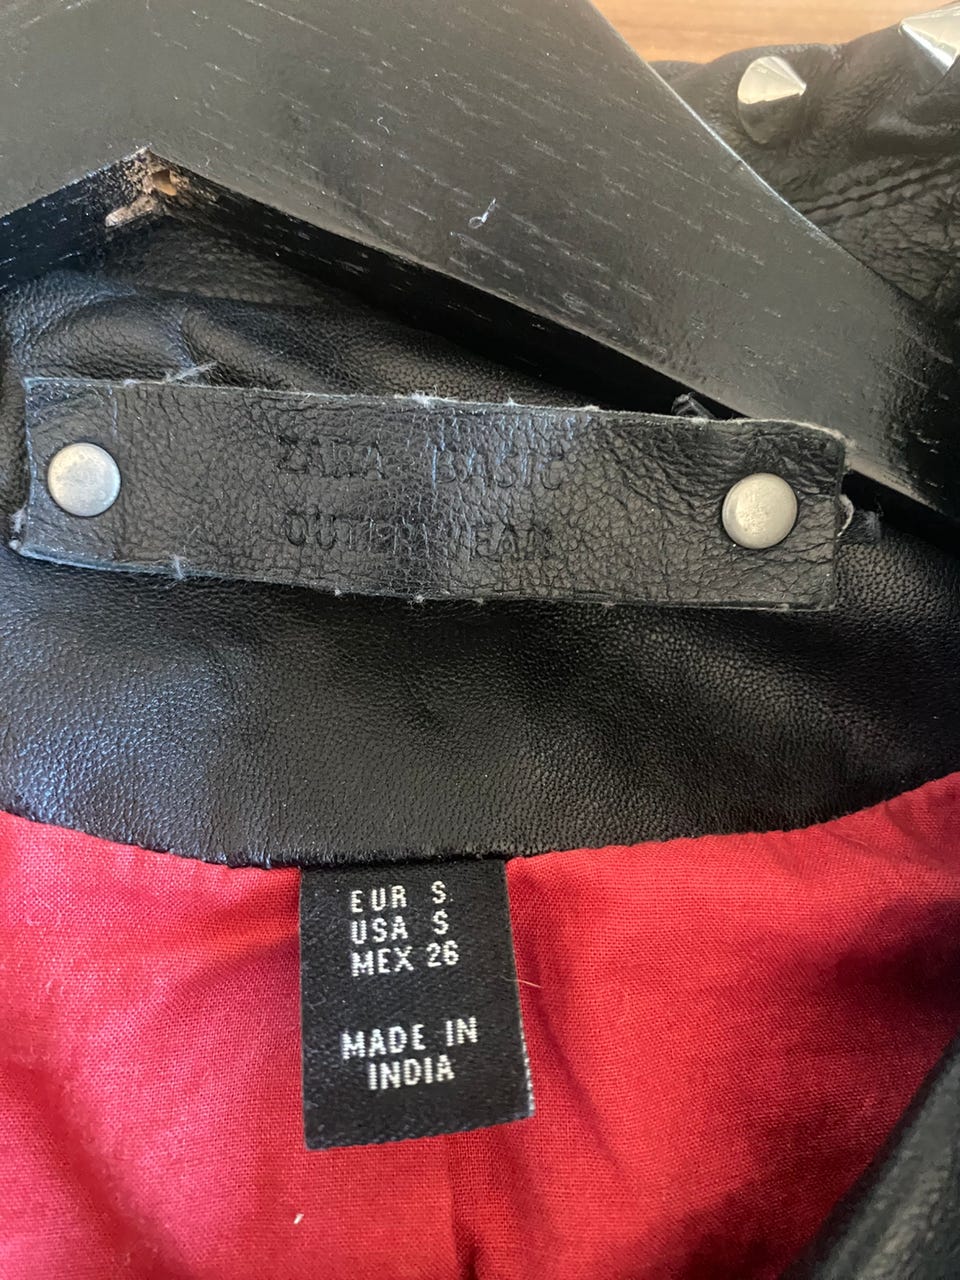 ZARA BASIC
OUTERWEAR
EUR S
USA S
MEX 26
MADE IN
INDIA